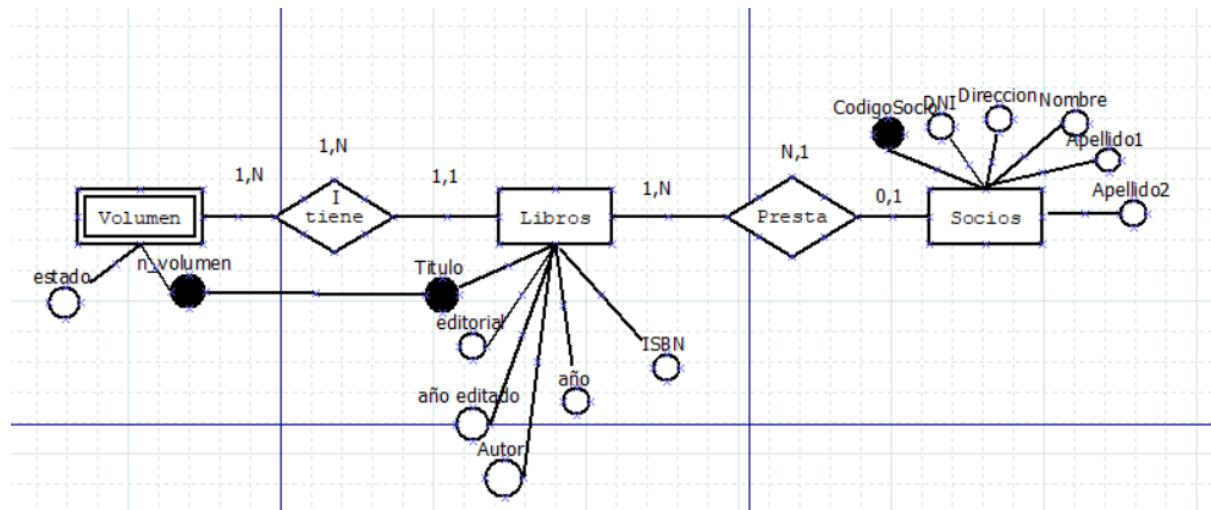 CodigoSocio
DNI
Direccion
Nombre
Apellido1
Apellido2
1,N
N,1
1,N
1,1
1,N
0,1
Volumen
I
tiene
Libros
Presta
Socios
estado
n_volumen
Titulo
editorial
ISBN
año editado
año
Autor